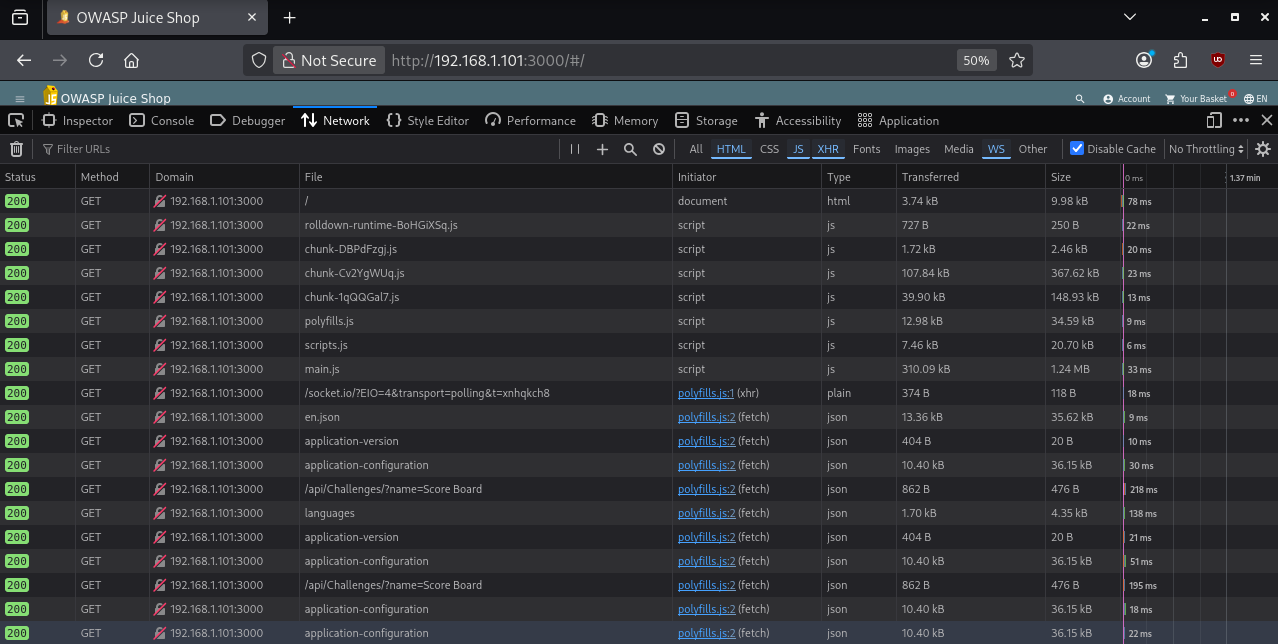 OWASP Juice Shop
Not Secure http://192.168.1.101:3000/#/ 50%
OWASP Juice Shop Account Your Basket 0 EN
Inspector Console Debugger Network Style Editor Performance Memory Storage Accessibility Application
Filter URLs All HTML CSS JS XHR Fonts Images Media WS Other Disable Cache No Throttling
Status Method Domain File Initiator Type Transferred Size 0 ms 1.37 min
200 GET 192.168.1.101:3000 / document html 3.74 kB 9.98 kB 78 ms
200 GET 192.168.1.101:3000 rolldown-runtime-BoHGiXSq.js script js 727 B 250 B 22 ms
200 GET 192.168.1.101:3000 chunk-DBPdFzgj.js script js 1.72 kB 2.46 kB 20 ms
200 GET 192.168.1.101:3000 chunk-Cv2YgWUq.js script js 107.84 kB 367.62 kB 23 ms
200 GET 192.168.1.101:3000 chunk-1qQQGal7.js script js 39.90 kB 148.93 kB 13 ms
200 GET 192.168.1.101:3000 polyfills.js script js 12.98 kB 34.59 kB 9 ms
200 GET 192.168.1.101:3000 scripts.js script js 7.46 kB 20.70 kB 6 ms
200 GET 192.168.1.101:3000 main.js script js 310.09 kB 1.24 MB 33 ms
200 GET 192.168.1.101:3000 /socket.io/?EIO=4&transport=polling&t=xnhqkch8 polyfills.js:1 (xhr) plain 374 B 118 B 18 ms
200 GET 192.168.1.101:3000 en.json polyfills.js:2 (fetch) json 13.36 kB 35.62 kB 9 ms
200 GET 192.168.1.101:3000 application-version polyfills.js:2 (fetch) json 404 B 20 B 10 ms
200 GET 192.168.1.101:3000 application-configuration polyfills.js:2 (fetch) json 10.40 kB 36.15 kB 30 ms
200 GET 192.168.1.101:3000 /api/Challenges/?name=Score Board polyfills.js:2 (fetch) json 862 B 476 B 218 ms
200 GET 192.168.1.101:3000 languages polyfills.js:2 (fetch) json 1.70 kB 4.35 kB 138 ms
200 GET 192.168.1.101:3000 application-version polyfills.js:2 (fetch) json 404 B 20 B 21 ms
200 GET 192.168.1.101:3000 application-configuration polyfills.js:2 (fetch) json 10.40 kB 36.15 kB 51 ms
200 GET 192.168.1.101:3000 /api/Challenges/?name=Score Board polyfills.js:2 (fetch) json 862 B 476 B 195 ms
200 GET 192.168.1.101:3000 application-configuration polyfills.js:2 (fetch) json 10.40 kB 36.15 kB 18 ms
200 GET 192.168.1.101:3000 application-configuration polyfills.js:2 (fetch) json 10.40 kB 36.15 kB 22 ms